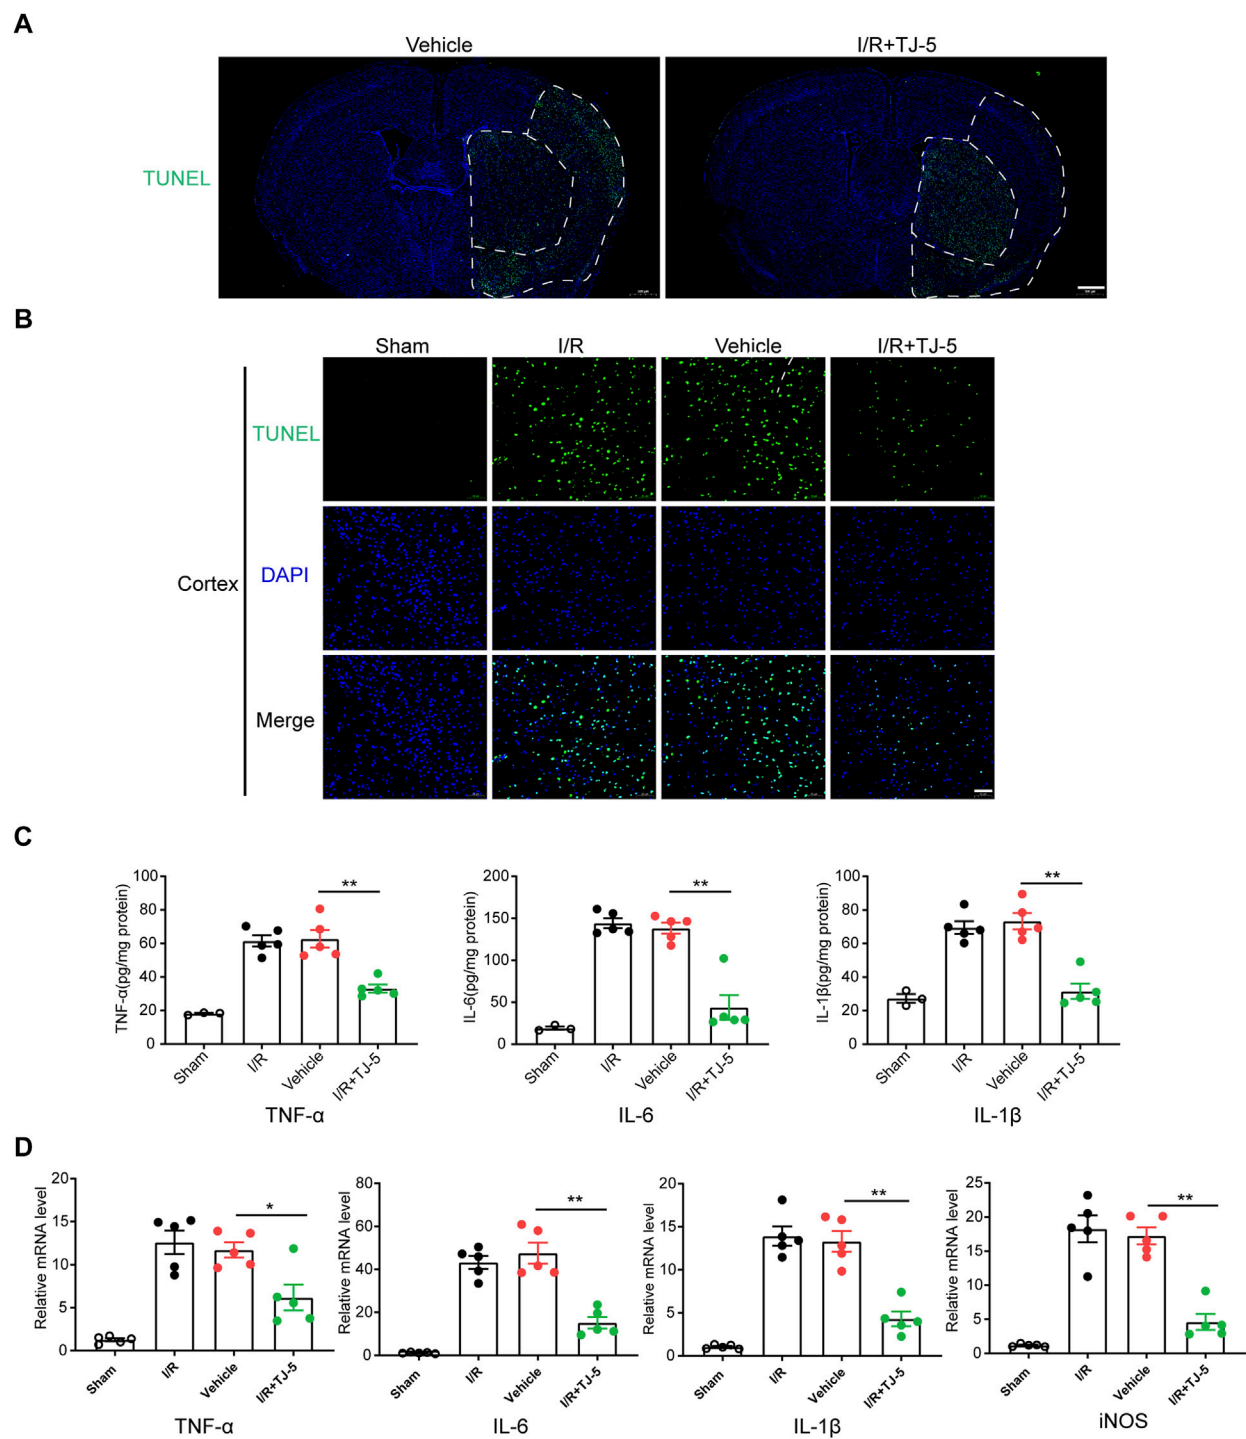 A
Vehicle
I/R+TJ-5
TUNEL
B
Sham
I/R
Vehicle
I/R+TJ-5
TUNEL
DAPI
Cortex
Merge
C
TNF-α(pg/mg protein)
100
80
60
40
20
0
**
Sham
I/R
Vehicle
I/R+TJ-5
TNF-α
IL-6(pg/mg protein)
200
150
100
50
0
**
Sham
I/R
Vehicle
I/R+TJ-5
IL-6
IL-1β(pg/mg protein)
100
80
60
40
20
0
**
Sham
I/R
Vehicle
I/R+TJ-5
IL-1β
D
Relative mRNA level
20
15
10
5
0
*
Sham
I/R
Vehicle
I/R+TJ-5
TNF-α
Relative mRNA level
80
60
40
20
0
**
Sham
I/R
Vehicle
I/R+TJ-5
IL-6
Relative mRNA level
20
15
10
5
0
**
Sham
I/R
Vehicle
I/R+TJ-5
IL-1β
Relative mRNA level
25
20
15
10
5
0
**
Sham
I/R
Vehicle
I/R+TJ-5
iNOS